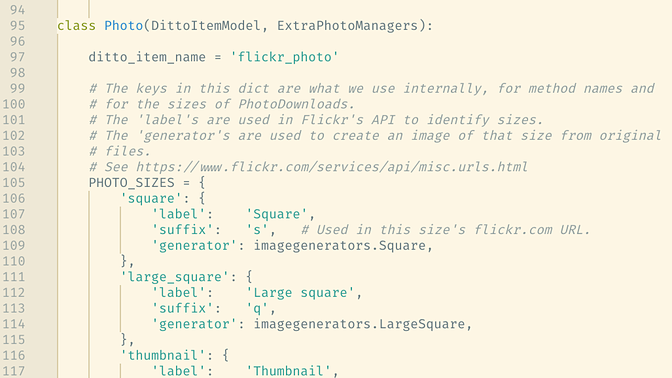 94
95 class Photo(DittoItemModel, ExtraPhotoManagers):
96
97     ditto_item_name = 'flickr_photo'
98
99     # The keys in this dict are what we use internally, for method names and
100     # for the sizes of PhotoDownloads.
101     # The 'label's are used in Flickr's API to identify sizes.
102     # The 'generator's are used to create an image of that size from original
103     # files.
104     # See https://www.flickr.com/services/api/misc.urls.html
105     PHOTO_SIZES = {
106         'square': {
107             'label':    'Square',
108             'suffix':   's',   # Used in this size's flickr.com URL.
109             'generator': imagegenerators.Square,
110         },
111         'large_square': {
112             'label':    'Large square',
113             'suffix':   'q',
114             'generator': imagegenerators.LargeSquare,
115         },
116         'thumbnail': {
117             'label':    'Thumbnail',